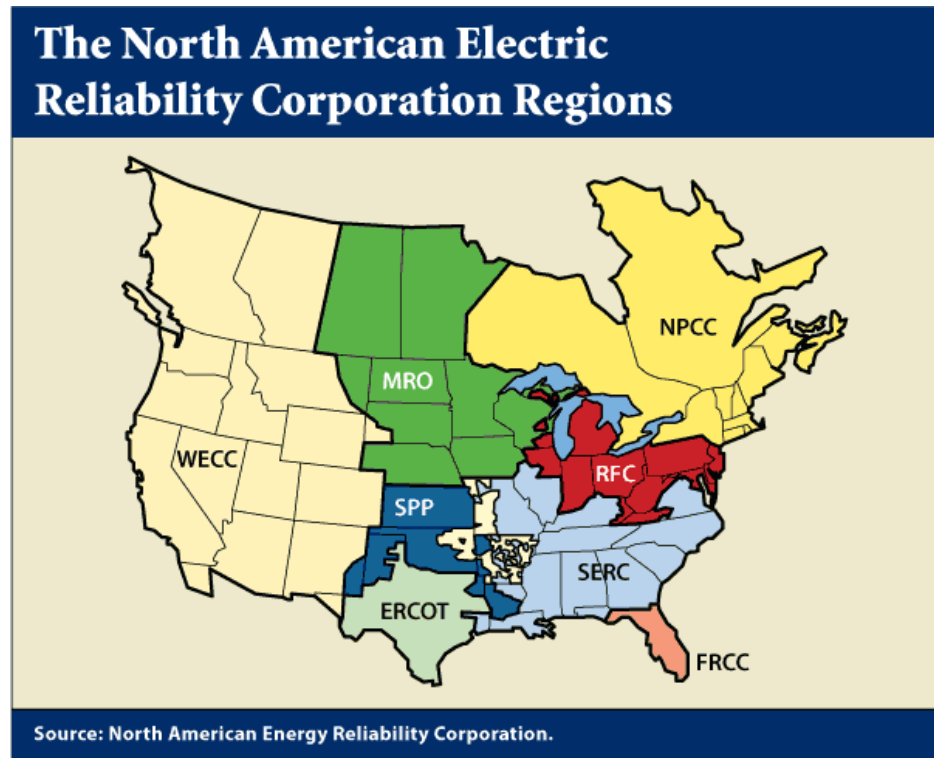 The North American Electric
Reliability Corporation Regions
NPCC
MRO
WECC
RFC
SPP
SERC
ERCOT
FRCC
Source: North American Energy Reliability Corporation.